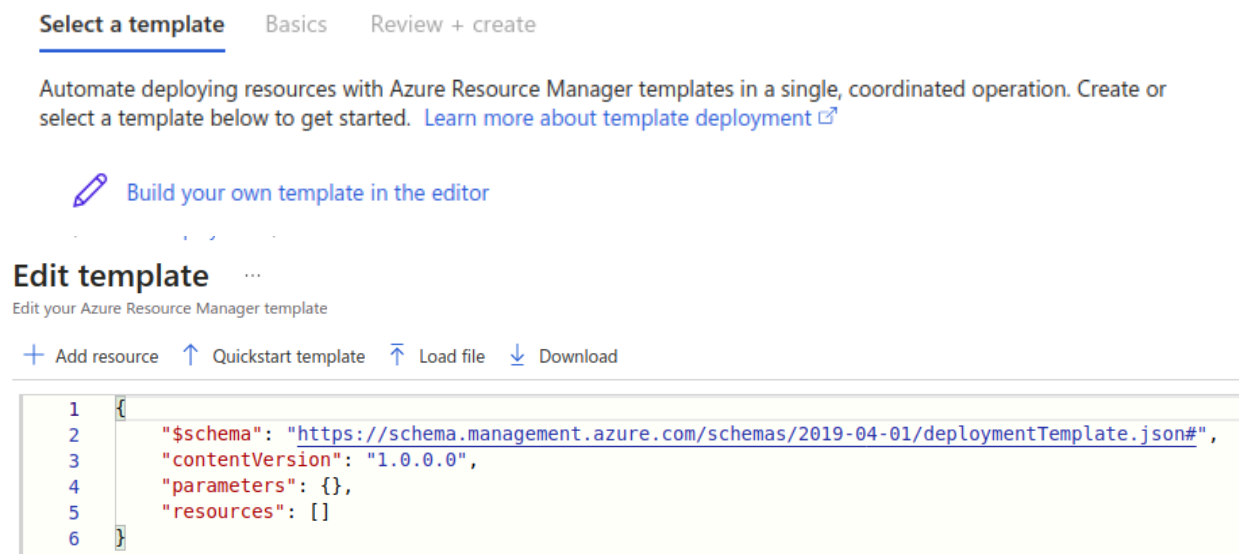 Select a template Basics Review + create
Automate deploying resources with Azure Resource Manager templates in a single, coordinated operation. Create or
select a template below to get started. Learn more about template deployment
Build your own template in the editor
Edit template ...
Edit your Azure Resource Manager template
Add resource Quickstart template Load file Download
1 {
2 "$schema": "https://schema.management.azure.com/schemas/2019-04-01/deploymentTemplate.json#",
3 "contentVersion": "1.0.0.0",
4 "parameters": {},
5 "resources": []
6 }